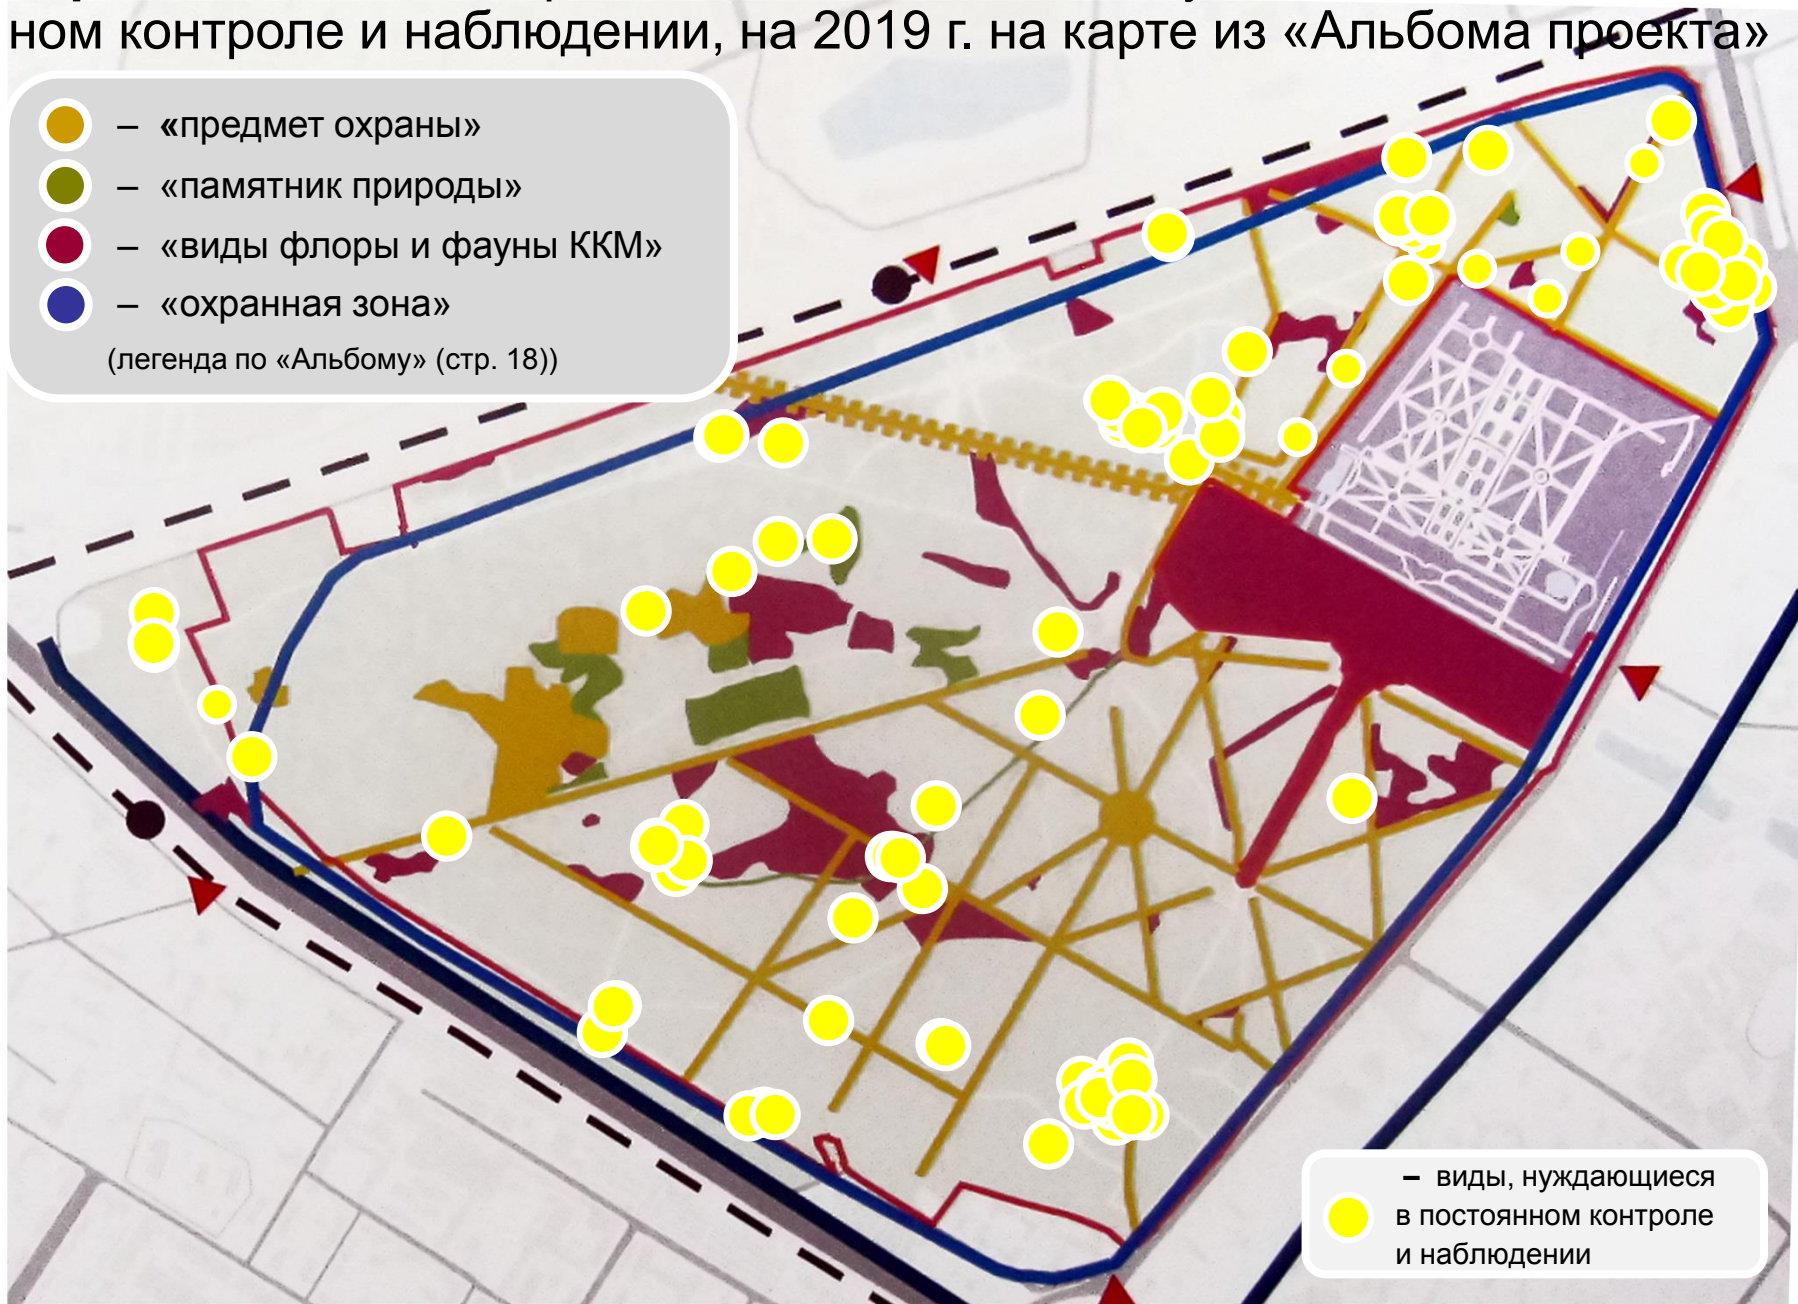 ном контроле и наблюдении, на 2019 г. на карте из «Альбома проекта»
– «предмет охраны»
– «памятник природы»
– «виды флоры и фауны ККМ»
– «охранная зона»
(легенда по «Альбому» (стр. 18))
– виды, нуждающиеся
в постоянном контроле
и наблюдении